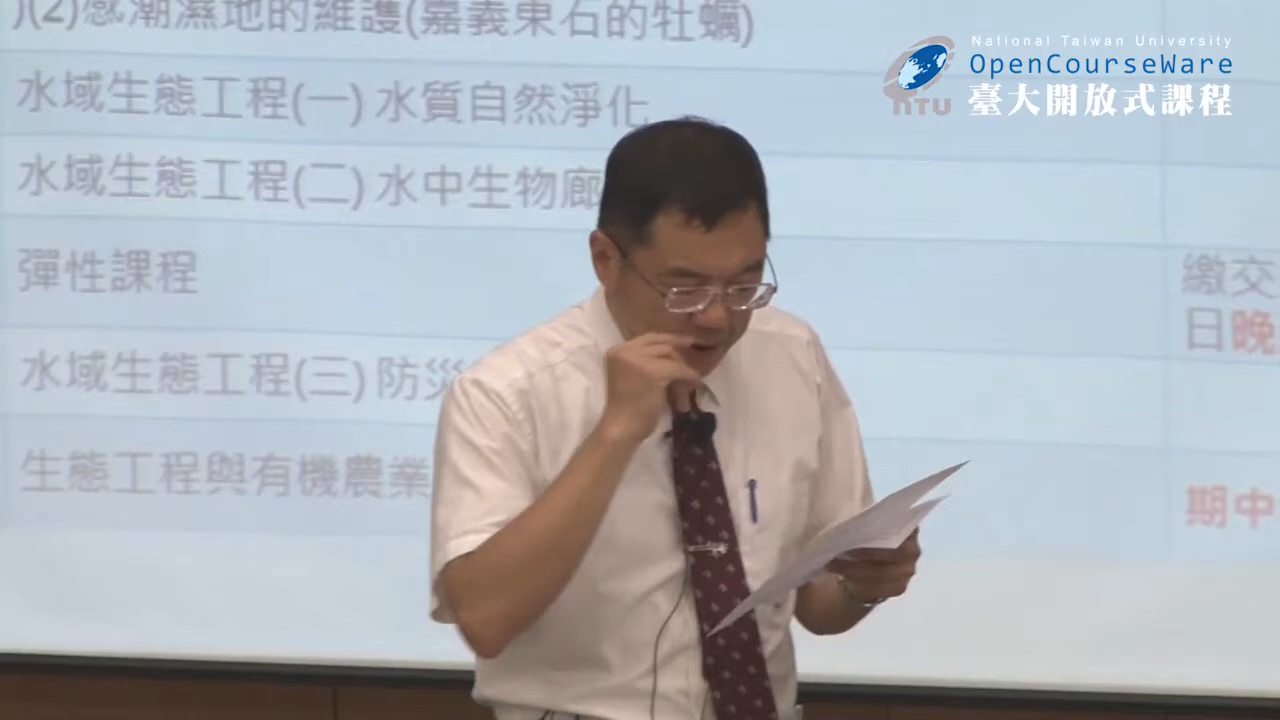 )(2)感潮濕地的維護(嘉義東石的牡蠣)
National Taiwan University
OpenCourseWare
NTU 臺大開放式課程
水域生態工程(一) 水質自然淨化
水域生態工程(二) 水中生物廊
彈性課程
繳交
日晚
水域生態工程(三) 防災
生態工程與有機農業
期中